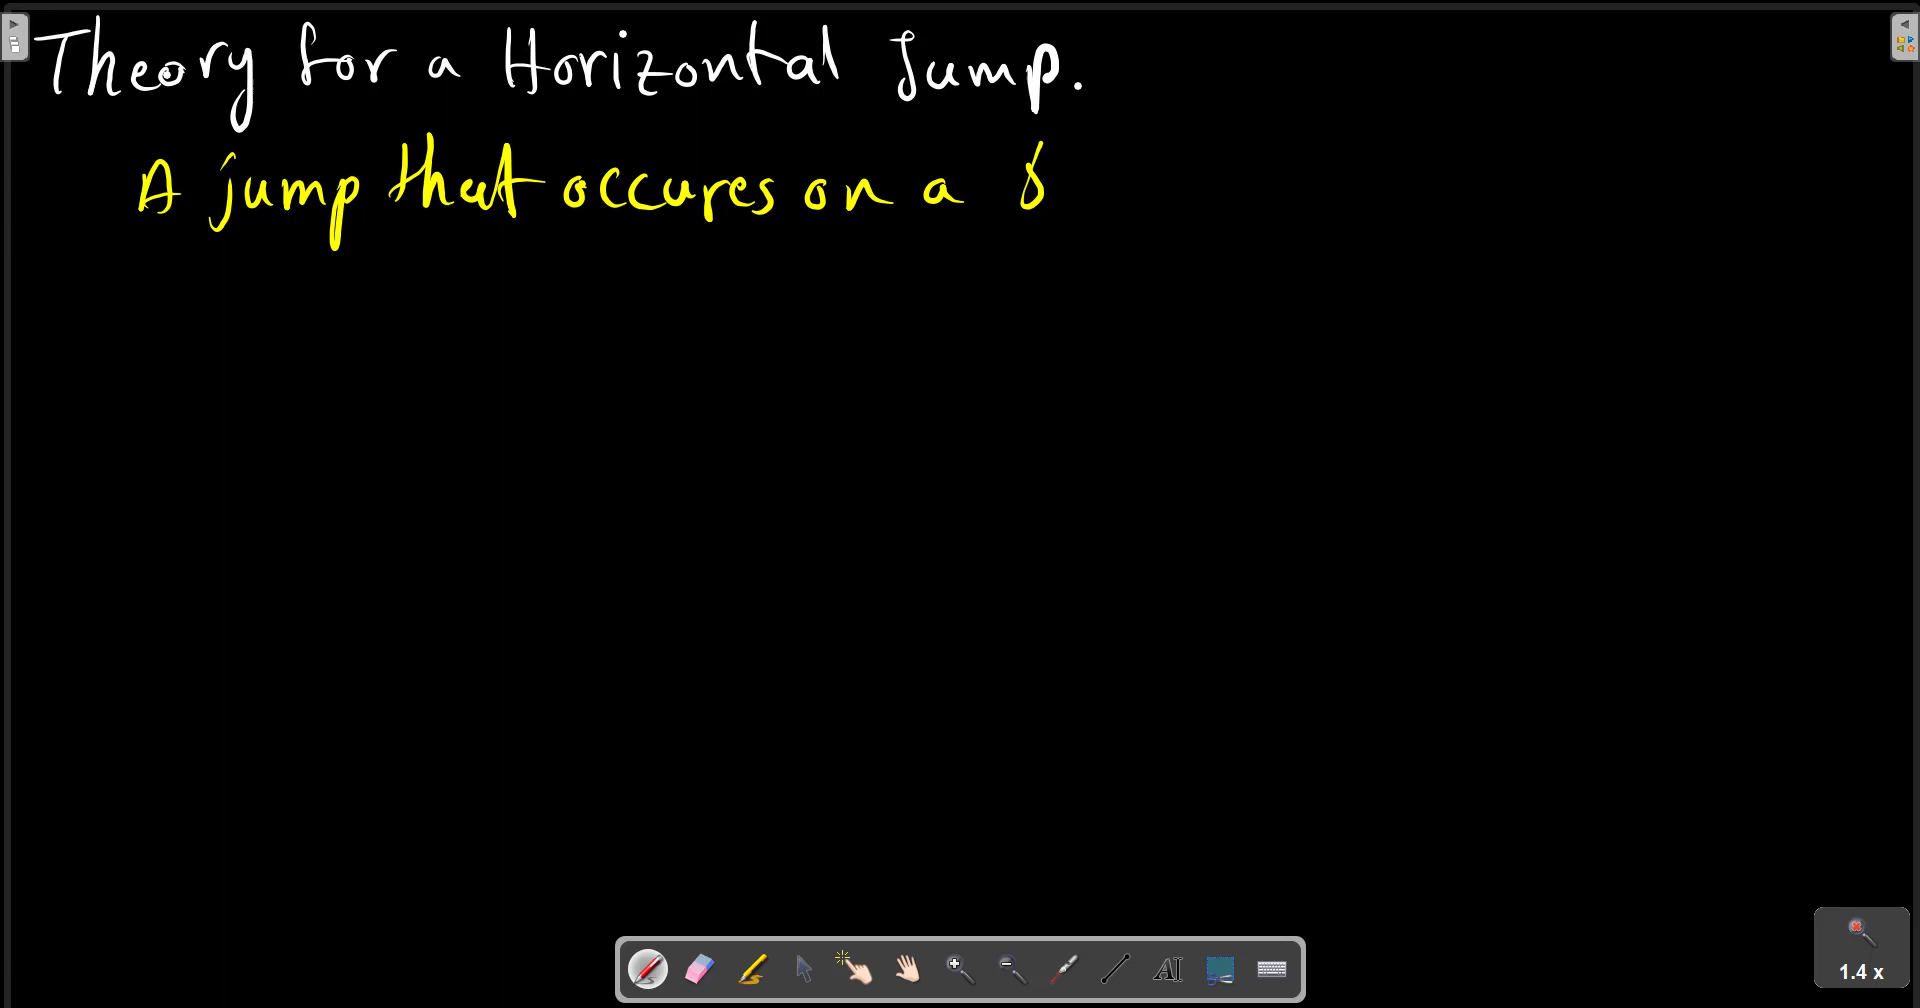 Theory for a Horizontal Jump.
A jump that occures on a
1.4 x